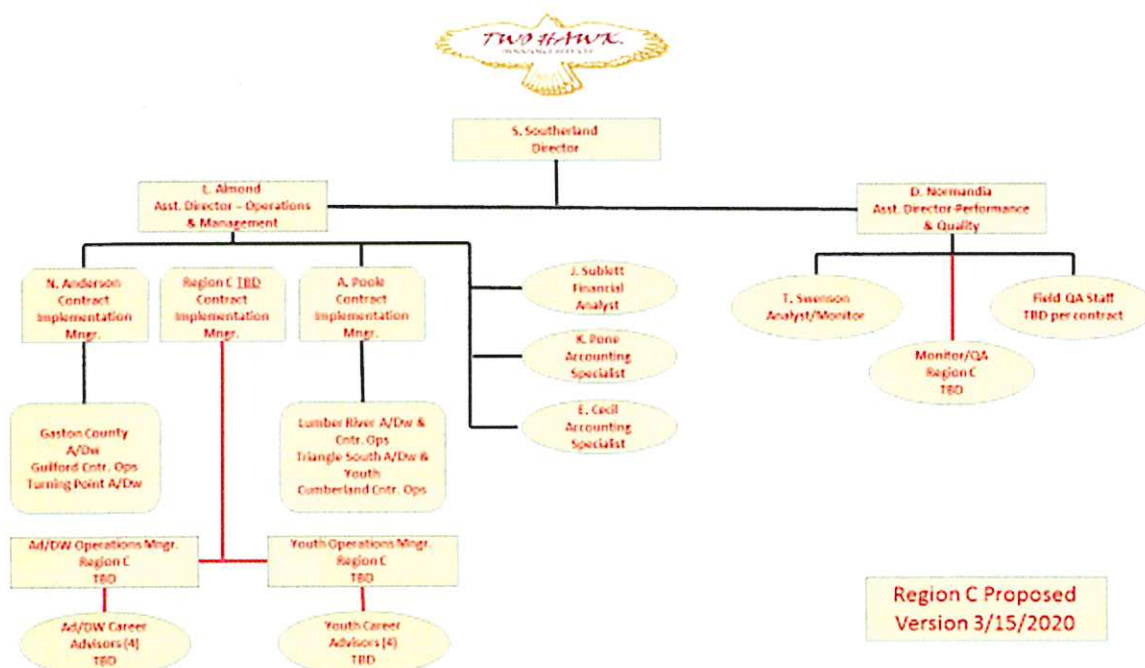 TWO HAWK.
S. Southerland
Director
L. Almond
Asst. Director – Operations
& Management
D. Normandia
Asst. Director-Performance
& Quality
N. Anderson
Contract
Implementation
Mngr.
Region C TBD
Contract
Implementation
Mngr.
A. Poole
Contract
Implementation
Mngr.
J. Sublett
Financial
Analyst
K. Pone
Accounting
Specialist
E. Cecil
Accounting
Specialist
T. Swenson
Analyst/Monitor
Field QA Staff
TBD per contract
Monitor/QA
Region C
TBD
Gaston County
A/Dw
Guilford Cntr. Ops
Turning Point A/Dw
Lumber River A/Dw &
Cntr. Ops
Triangle South A/Dw &
Youth
Cumberland Cntr. Ops
Ad/DW Operations Mngr.
Region C
TBD
Youth Operations Mngr.
Region C
TBD
Ad/DW Career
Advisors (4)
TBD
Youth Career
Advisors (4)
TBD
Region C Proposed
Version 3/15/2020